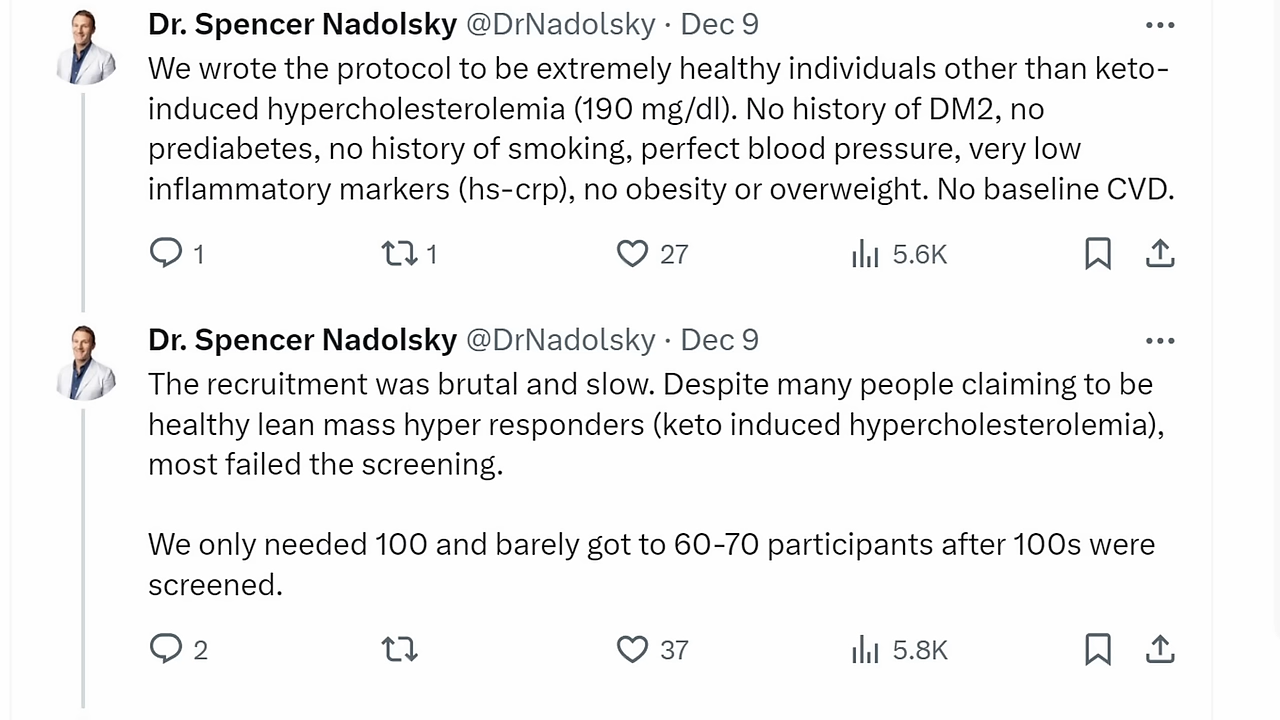 Dr. Spencer Nadolsky @DrNadolsky · Dec 9
We wrote the protocol to be extremely healthy individuals other than keto-
induced hypercholesterolemia (190 mg/dl). No history of DM2, no
prediabetes, no history of smoking, perfect blood pressure, very low
inflammatory markers (hs-crp), no obesity or overweight. No baseline CVD.
1 1 27 5.6K
Dr. Spencer Nadolsky @DrNadolsky · Dec 9
The recruitment was brutal and slow. Despite many people claiming to be
healthy lean mass hyper responders (keto induced hypercholesterolemia),
most failed the screening.
We only needed 100 and barely got to 60-70 participants after 100s were
screened.
2 37 5.8K